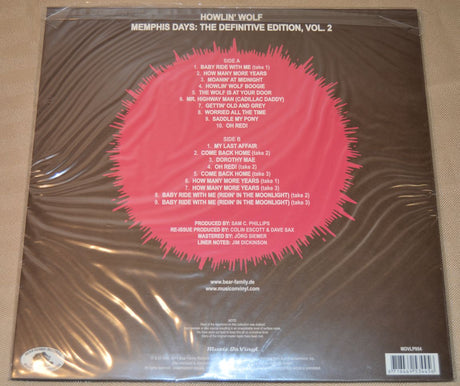 HOWLIN' WOLF
MEMPHIS DAYS: THE DEFINITIVE EDITION, VOL. 2
SIDE A
1. BABY RIDE WITH ME (take 1)
2. HOW MANY MORE YEARS
3. MOANIN' AT MIDNIGHT
4. HOWLIN' WOLF BOOGIE
5. THE WOLF IS AT YOUR DOOR
6. MR. HIGHWAY MAN (CADILLAC DADDY)
7. GETTIN' OLD AND GREY
8. WORRIED ALL THE TIME
9. SADDLE MY PONY
10. OH RED!
SIDE B
1. MY LAST AFFAIR
2. COME BACK HOME (take 2)
3. DOROTHY MAE
4. OH RED! (take 2)
5. COME BACK HOME (take 3)
6. HOW MANY MORE YEARS (take 1)
7. HOW MANY MORE YEARS (take 3)
8. BABY RIDE WITH ME (RIDIN' IN THE MOONLIGHT) (take 2)
9. BABY RIDE WITH ME (RIDIN' IN THE MOONLIGHT) (take 3)
PRODUCED BY: SAM C. PHILLIPS
RE-ISSUE PRODUCED BY: COLIN ESCOTT & DAVE SAX
MASTERED BY: JÖRG SIEMER
LINER NOTES: JIM DICKINSON
www.bear-family.de
www.musiconvinyl.com
NOTE:
Music On Vinyl
MOVLP954